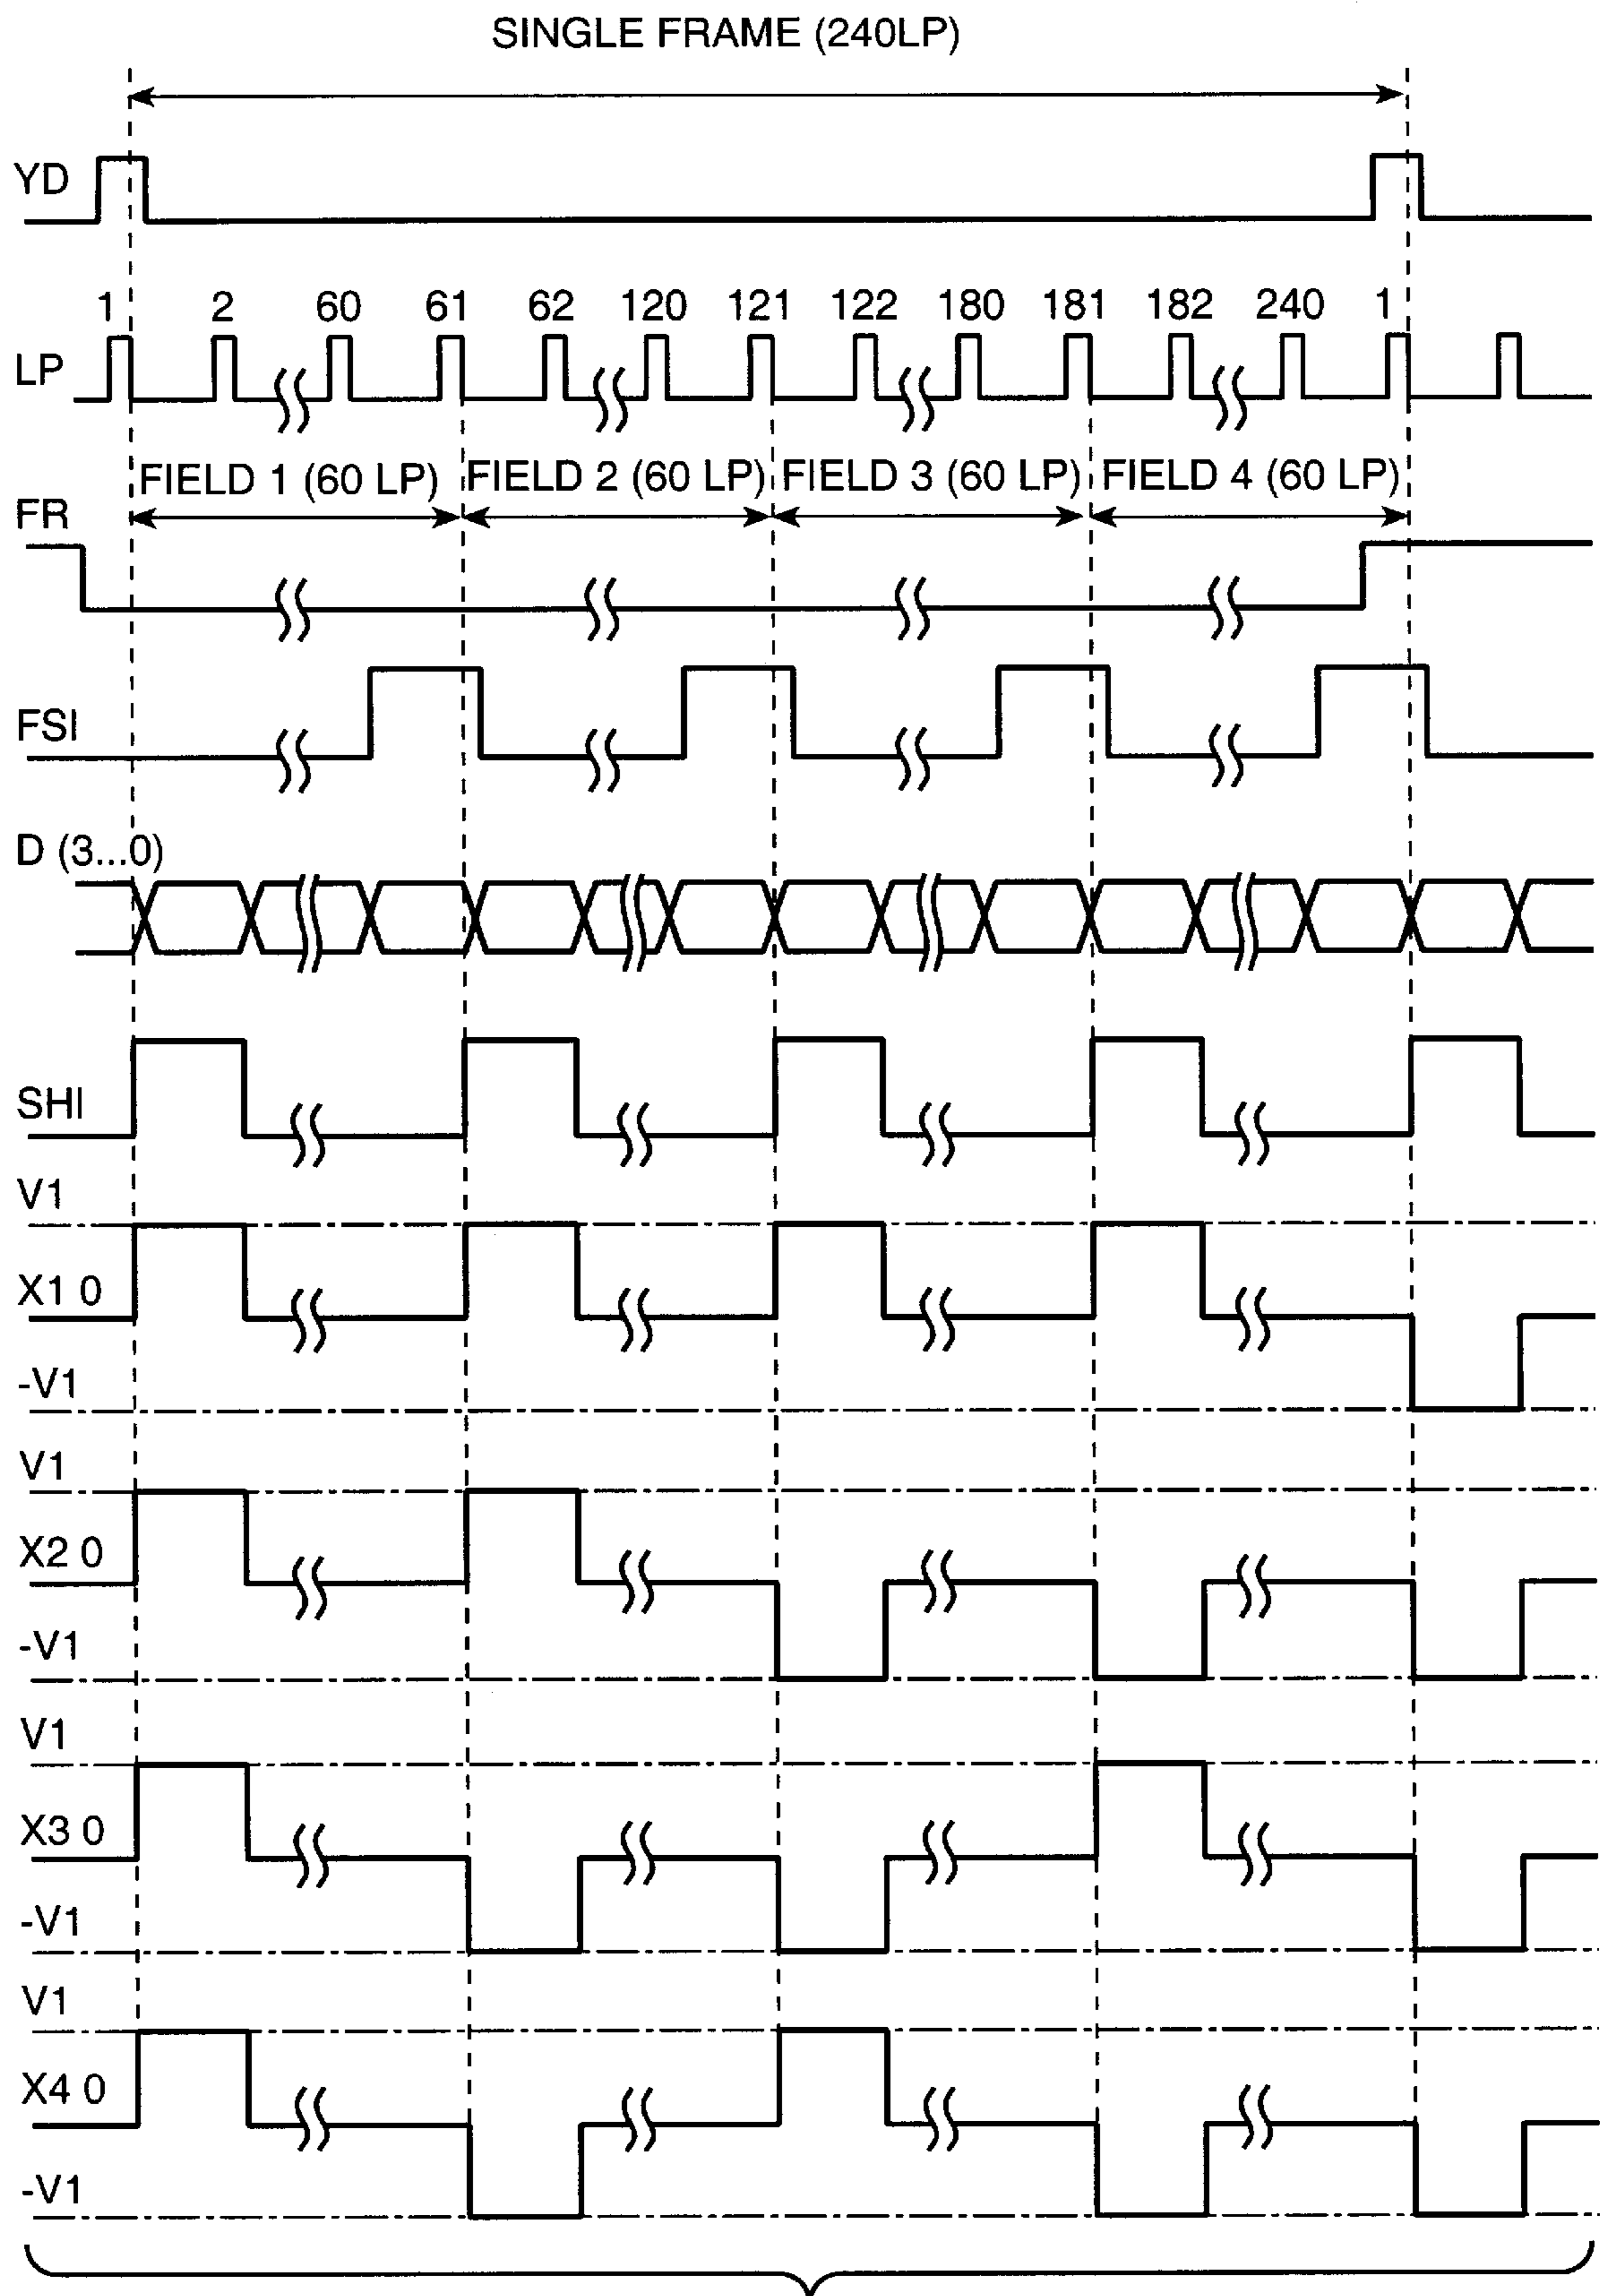 SINGLE FRAME (240LP)
YD
1 2 60 61 62 120 121 122 180 181 182 240 1
LP
FIELD 1 (60 LP) FIELD 2 (60 LP) FIELD 3 (60 LP) FIELD 4 (60 LP)
FR
FSI
D (3...0)
SHI
V1
X1 0
-V1
V1
X2 0
-V1
V1
X3 0
-V1
V1
X4 0
-V1